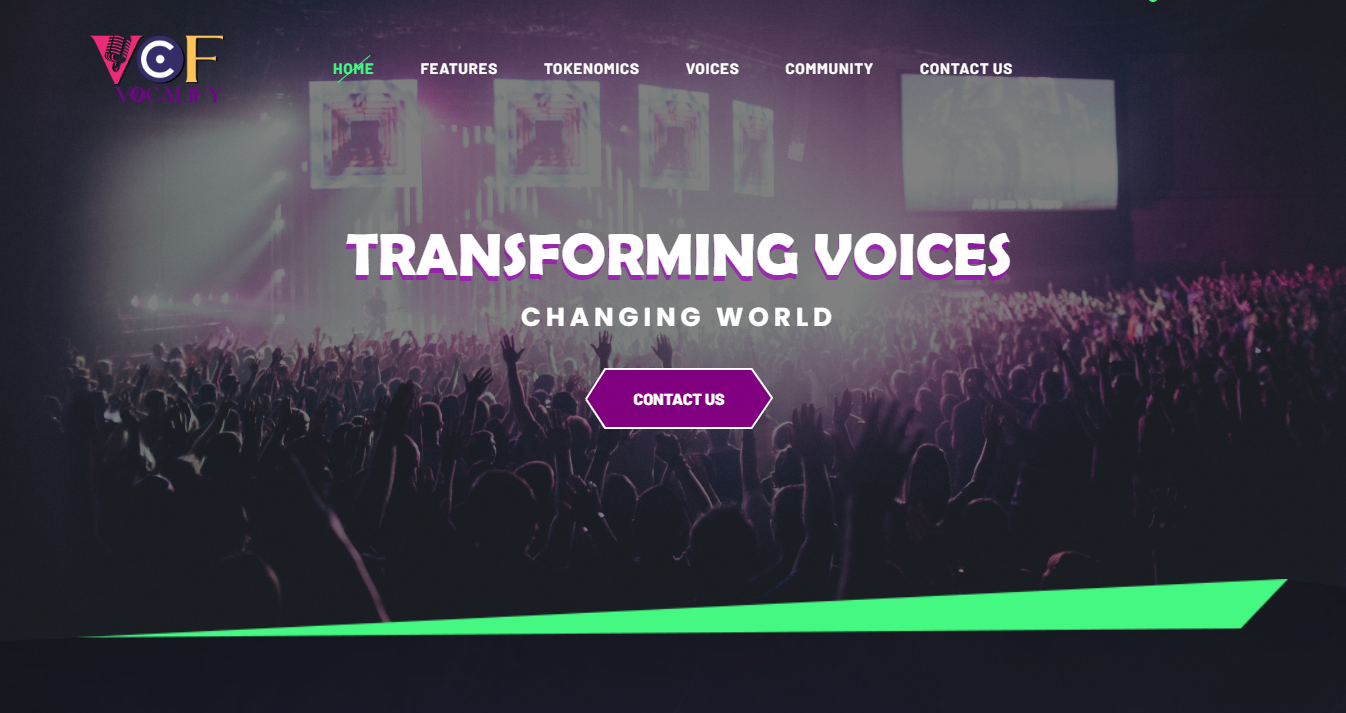 VCF
VOCALIFY
HOME
FEATURES
TOKENOMICS
VOICES
COMMUNITY
CONTACT US
TRANSFORMING VOICES
CHANGING WORLD
CONTACT US